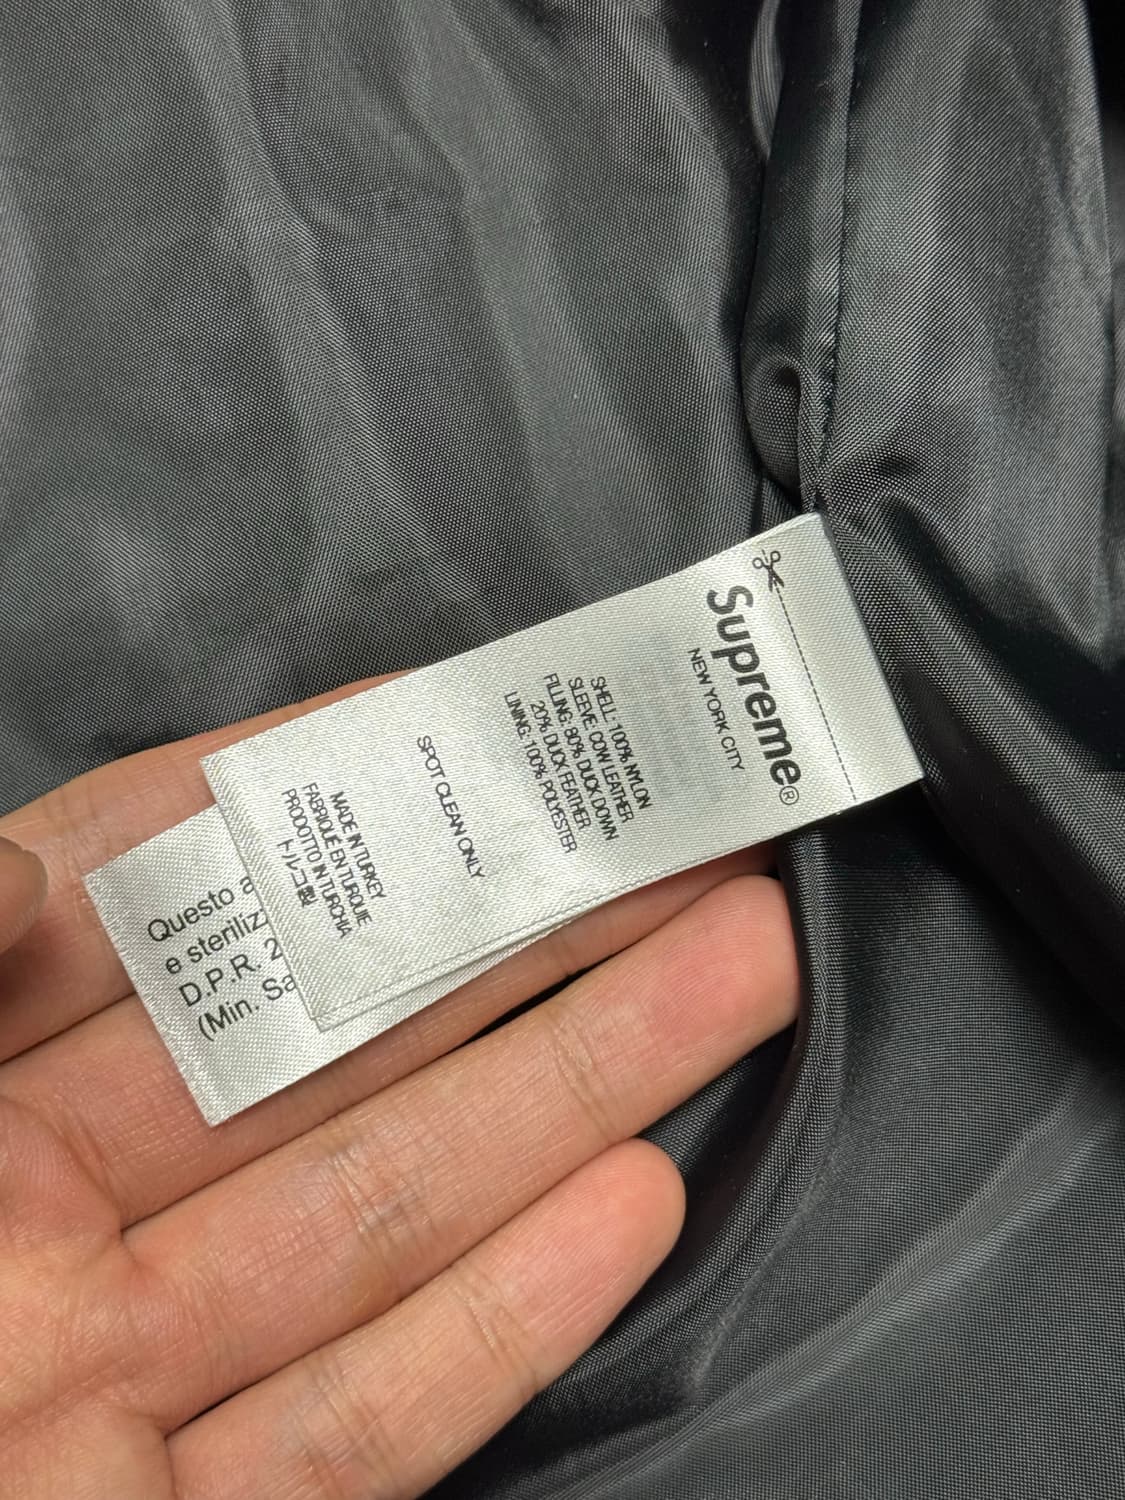 Supreme®
NEW YORK CITY
SHELL: 100% NYLON
SLEEVE: COW LEATHER
FILLING: 80% DUCK DOWN
20% DUCK FEATHER
LINING: 100% POLYESTER
SPOT CLEAN ONLY
MADE IN TURKEY
FABRIQUÉ EN TURQUIE
PRODOTTO IN TURCHIA
トルコ製
Questo a
e steriliz
D.P.R. 2
(Min. Sa